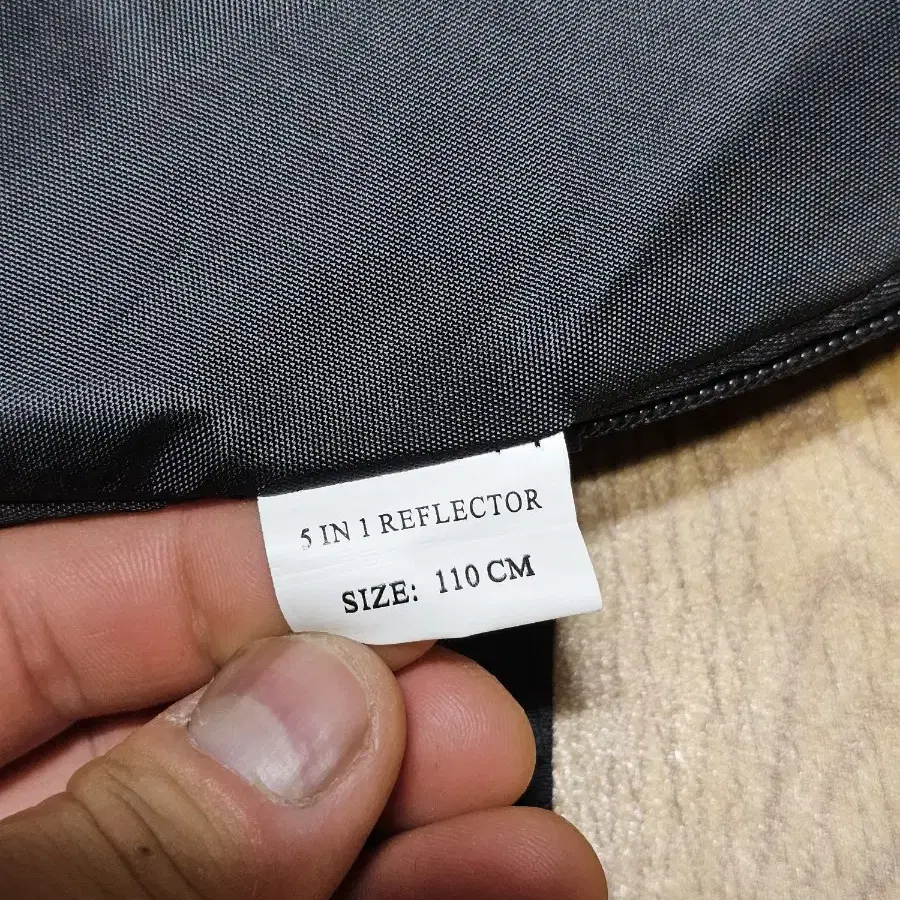 5 IN 1 REFLECTOR
SIZE: 110 CM